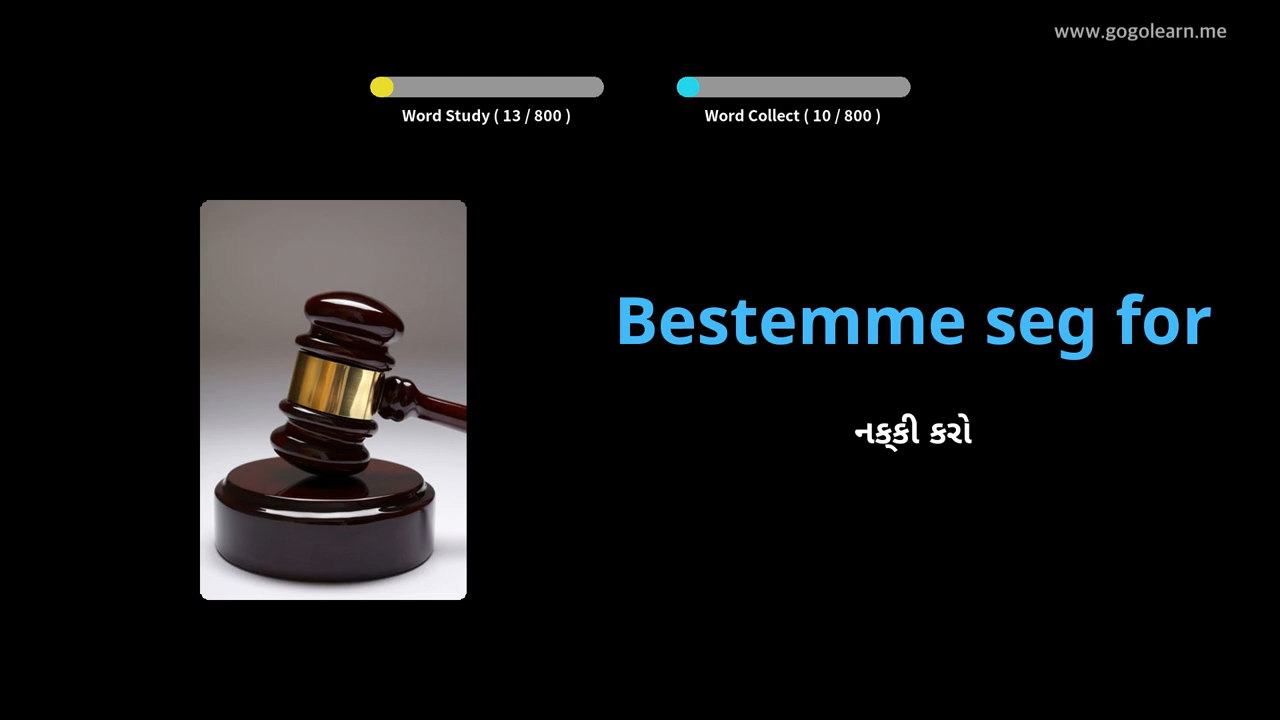 www.gogolearn.me
Word Study ( 13 / 800 )
Word Collect ( 10 / 800 )
Bestemme seg for
નક્કી કરો